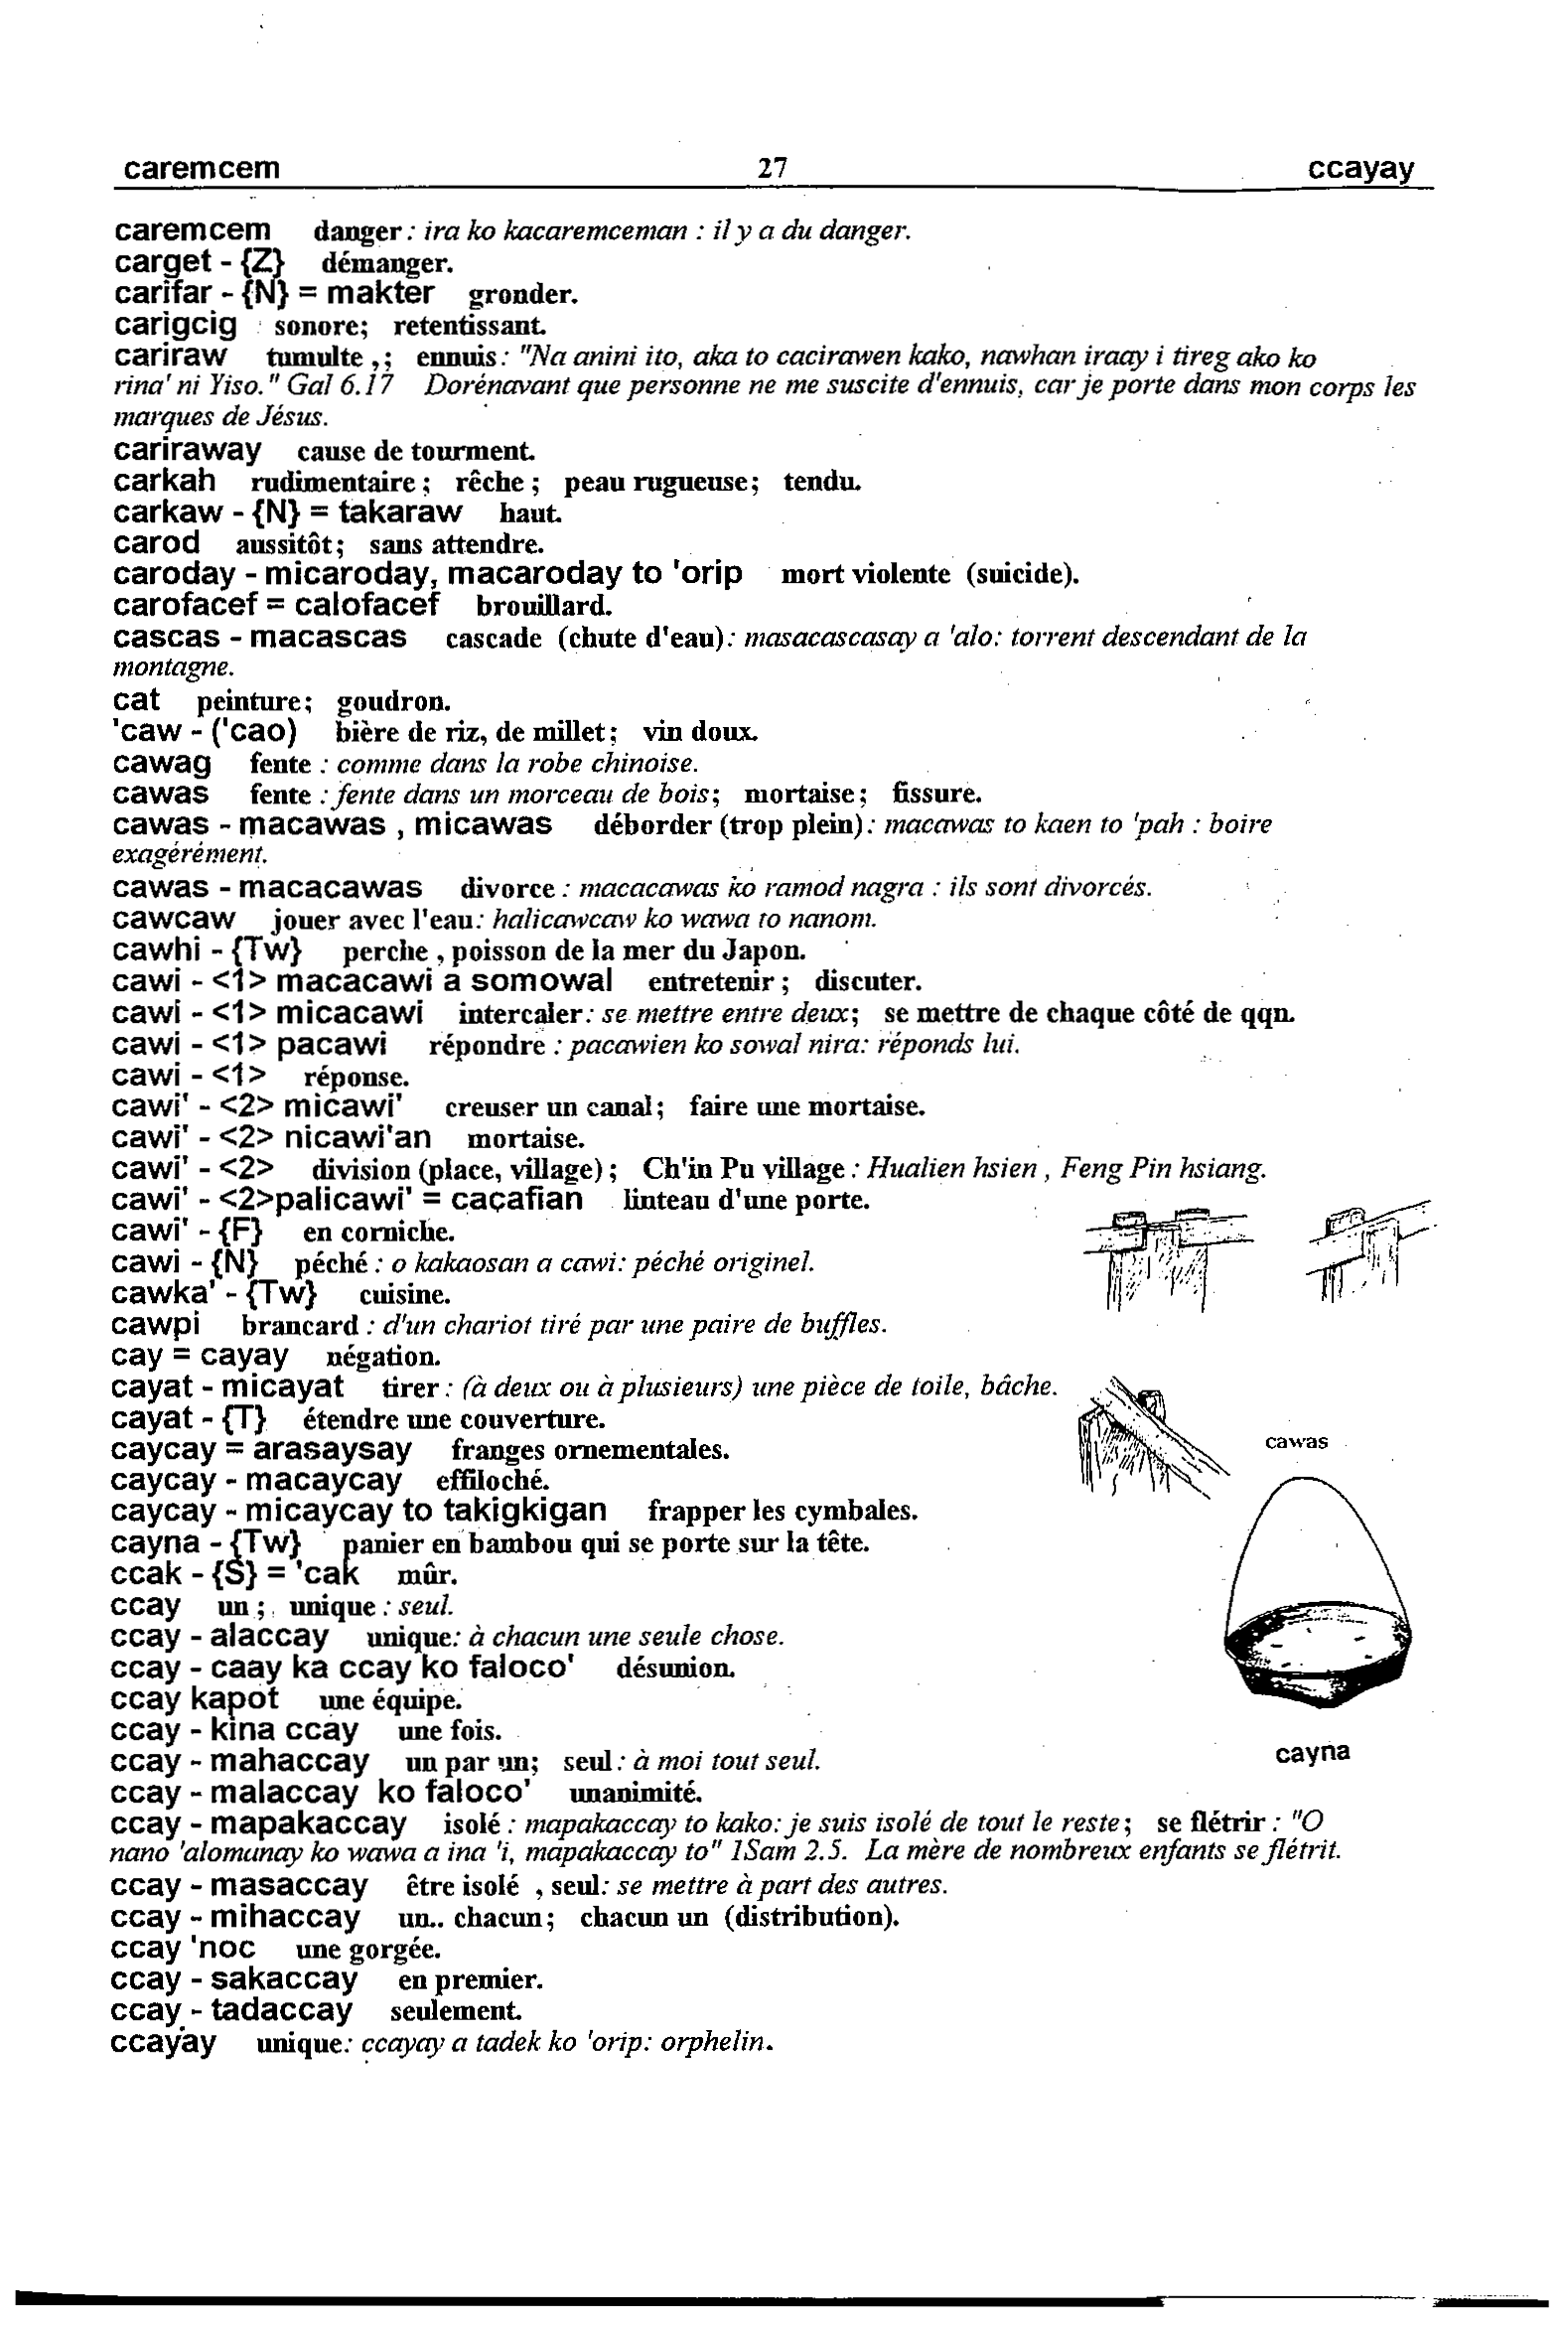 caremcem 27 ccayay
caremcem danger : ira ko kacaremceman : il y a du danger.
carget - {Z} démanger.
carifar - {N} = makter gronder.
carigcig sonore; retentissant.
cariraw tumulte ,; ennuis : "Na anini ito, aka to cacirawen kako, nawhan iraay i tireg ako ko
rina' ni Yiso." Gal 6.17 Dorénavant que personne ne me suscite d'ennuis, car je porte dans mon corps les
marques de Jésus.
cariraway cause de tourment.
carkah rudimentaire ; rêche ; peau rugueuse ; tendu.
carkaw - {N} = takaraw haut.
carod aussitôt; sans attendre.
caroday - micaroday, macaroday to 'orip mort violente (suicide).
carofacef = calofacef brouillard.
cascas - macascas cascade (chute d'eau) : masacascasay a 'alo: torrent descendant de la
montagne.
cat peinture; goudron.
'caw - ('cao) bière de riz, de millet ; vin doux.
cawag fente : comme dans la robe chinoise.
cawas fente : fente dans un morceau de bois; mortaise ; fissure.
cawas - macawas , micawas déborder (trop plein) : macawas to kaen to 'pah : boire
exagérément.
cawas - macacawas divorce : macacawas ko ramod nagra : ils sont divorcés.
cawcaw jouer avec l'eau : halicawcaw ko wawa to nanom.
cawhi - {Tw} perche , poisson de la mer du Japon.
cawi - <1> macacawi a somowal entretenir ; discuter.
cawi - <1> micacawi intercaler : se mettre entre deux; se mettre de chaque côté de qqn.
cawi - <1> pacawi répondre : pacawien ko sowal nira: réponds lui.
cawi - <1> réponse.
cawi' - <2> micawi' creuser un canal ; faire une mortaise.
cawi' - <2> nicawi'an mortaise.
cawi' - <2> division (place, village) ; Ch'in Pu village : Hualien hsien , Feng Pin hsiang.
cawi' - <2>palicawi' = caçafian linteau d'une porte.
cawi' - {F} en corniche.
cawi - {N} péché : o kakaosan a cawi: péché originel.
cawka' - {Tw} cuisine.
cawpi brancard : d'un chariot tiré par une paire de buffles.
cay = cayay négation.
cayat - micayat tirer : (à deux ou à plusieurs) une pièce de toile, bâche.
cayat - {T} étendre une couverture.
caycay = arasaysay franges ornementales.
cawas
caycay - macaycay effiloché.
caycay - micaycay to takigkigan frapper les cymbales.
cayna - {Tw} panier en bambou qui se porte sur la tête.
ccak - {S} = 'cak mûr.
ccay un ; unique : seul.
ccay - alaccay unique: à chacun une seule chose.
ccay - caay ka ccay ko faloco' désunion.
ccay kapot une équipe.
ccay - kina ccay une fois.
ccay - mahaccay un par un; seul : à moi tout seul.
cayna
ccay - malaccay ko faloco' unanimité.
ccay - mapakaccay isolé : mapakaccay to kako: je suis isolé de tout le reste ; se flétrir : "O
nano 'alomunay ko wawa a ina 'i, mapakaccay to" 1Sam 2.5. La mère de nombreux enfants se flétrit.
ccay - masaccay être isolé , seul: se mettre à part des autres.
ccay - mihaccay un.. chacun; chacun un (distribution).
ccay 'noc une gorgée.
ccay - sakaccay en premier.
ccay - tadaccay seulement.
ccayay unique: ccayay a tadek ko 'orip: orphelin.